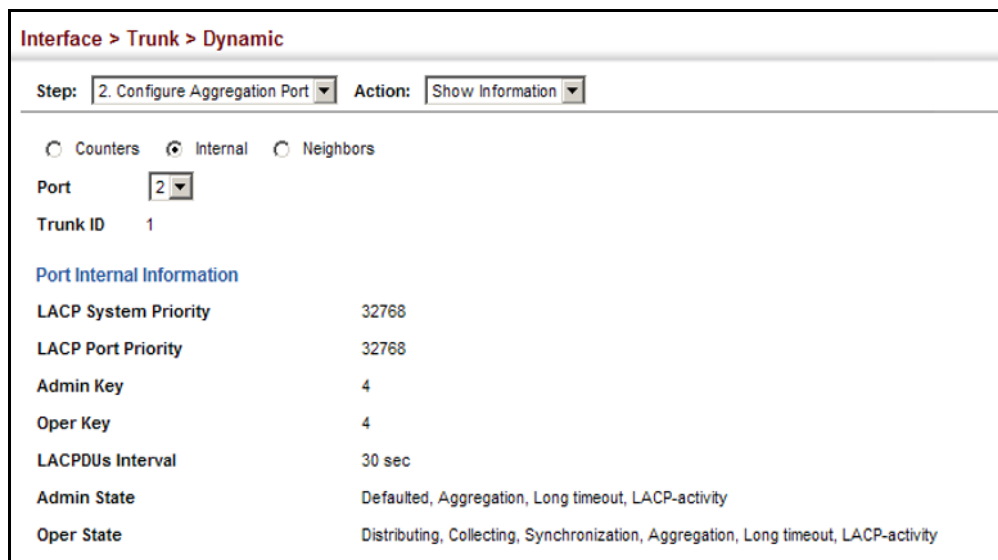 Interface > Trunk > Dynamic
Step: 2. Configure Aggregation Port Action: Show Information
Counters Internal Neighbors
Port 2
Trunk ID 1
Port Internal Information
LACP System Priority 32768
LACP Port Priority 32768
Admin Key 4
Oper Key 4
LACPDUs Interval 30 sec
Admin State Defaulted, Aggregation, Long timeout, LACP-activity
Oper State Distributing, Collecting, Synchronization, Aggregation, Long timeout, LACP-activity